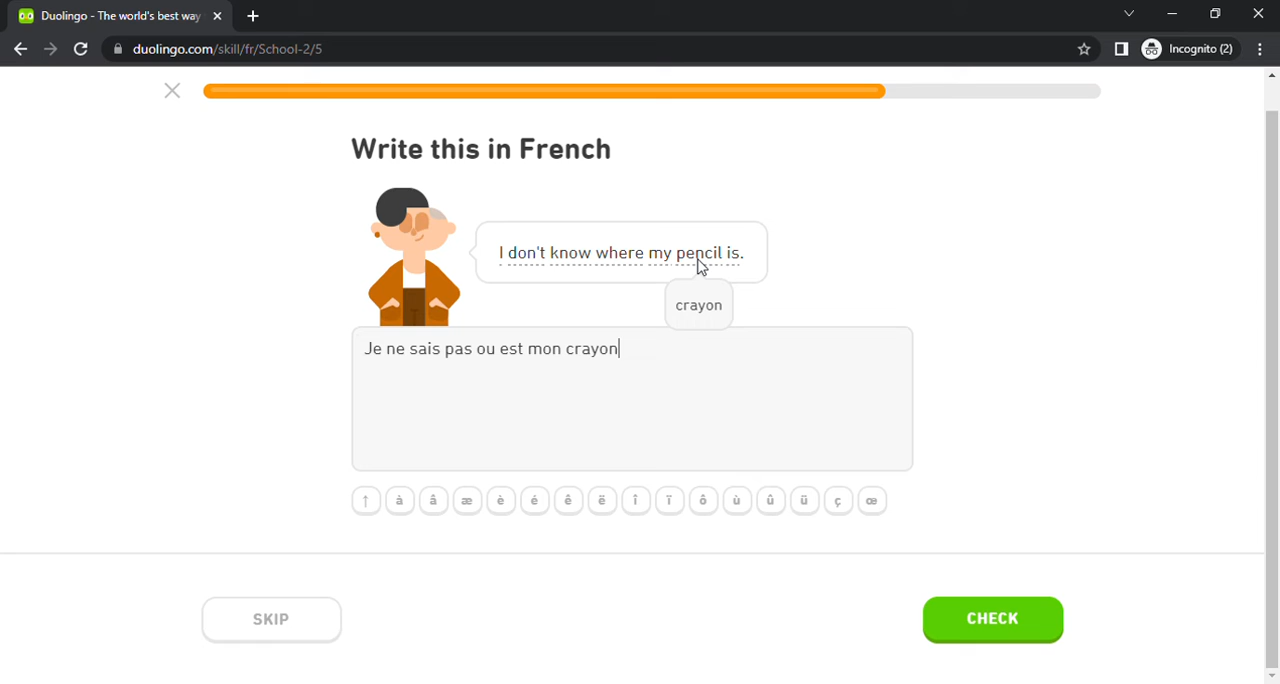 Duolingo - The world's best way
duolingo.com/skill/fr/School-2/5
Incognito (2)
Write this in French
I don't know where my pencil is.
crayon
Je ne sais pas ou est mon crayon
↑ à â æ è é ê ë î ï ô ù û ü ç œ
SKIP
CHECK